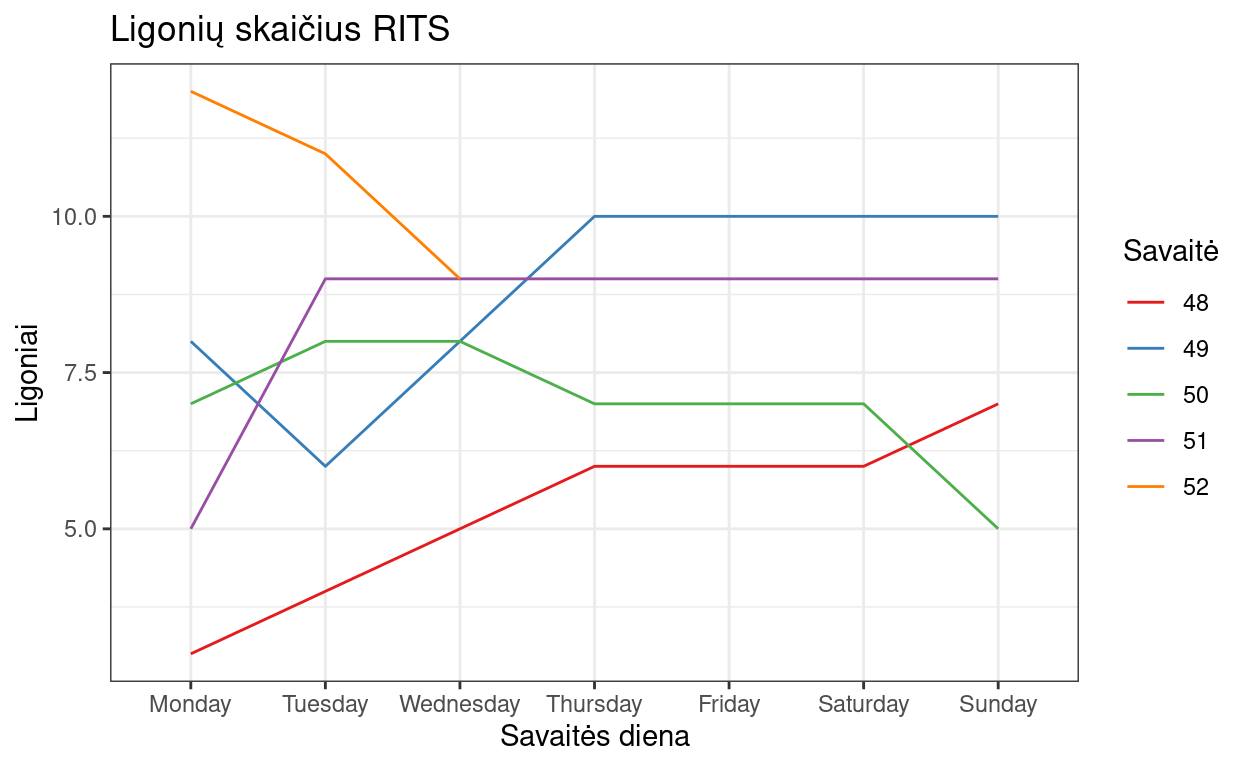 Ligonių skaičius RITS
Ligoniai
10.0
7.5
5.0
Monday Tuesday Wednesday Thursday Friday Saturday Sunday
Savaitės diena
Savaitė
48
49
50
51
52